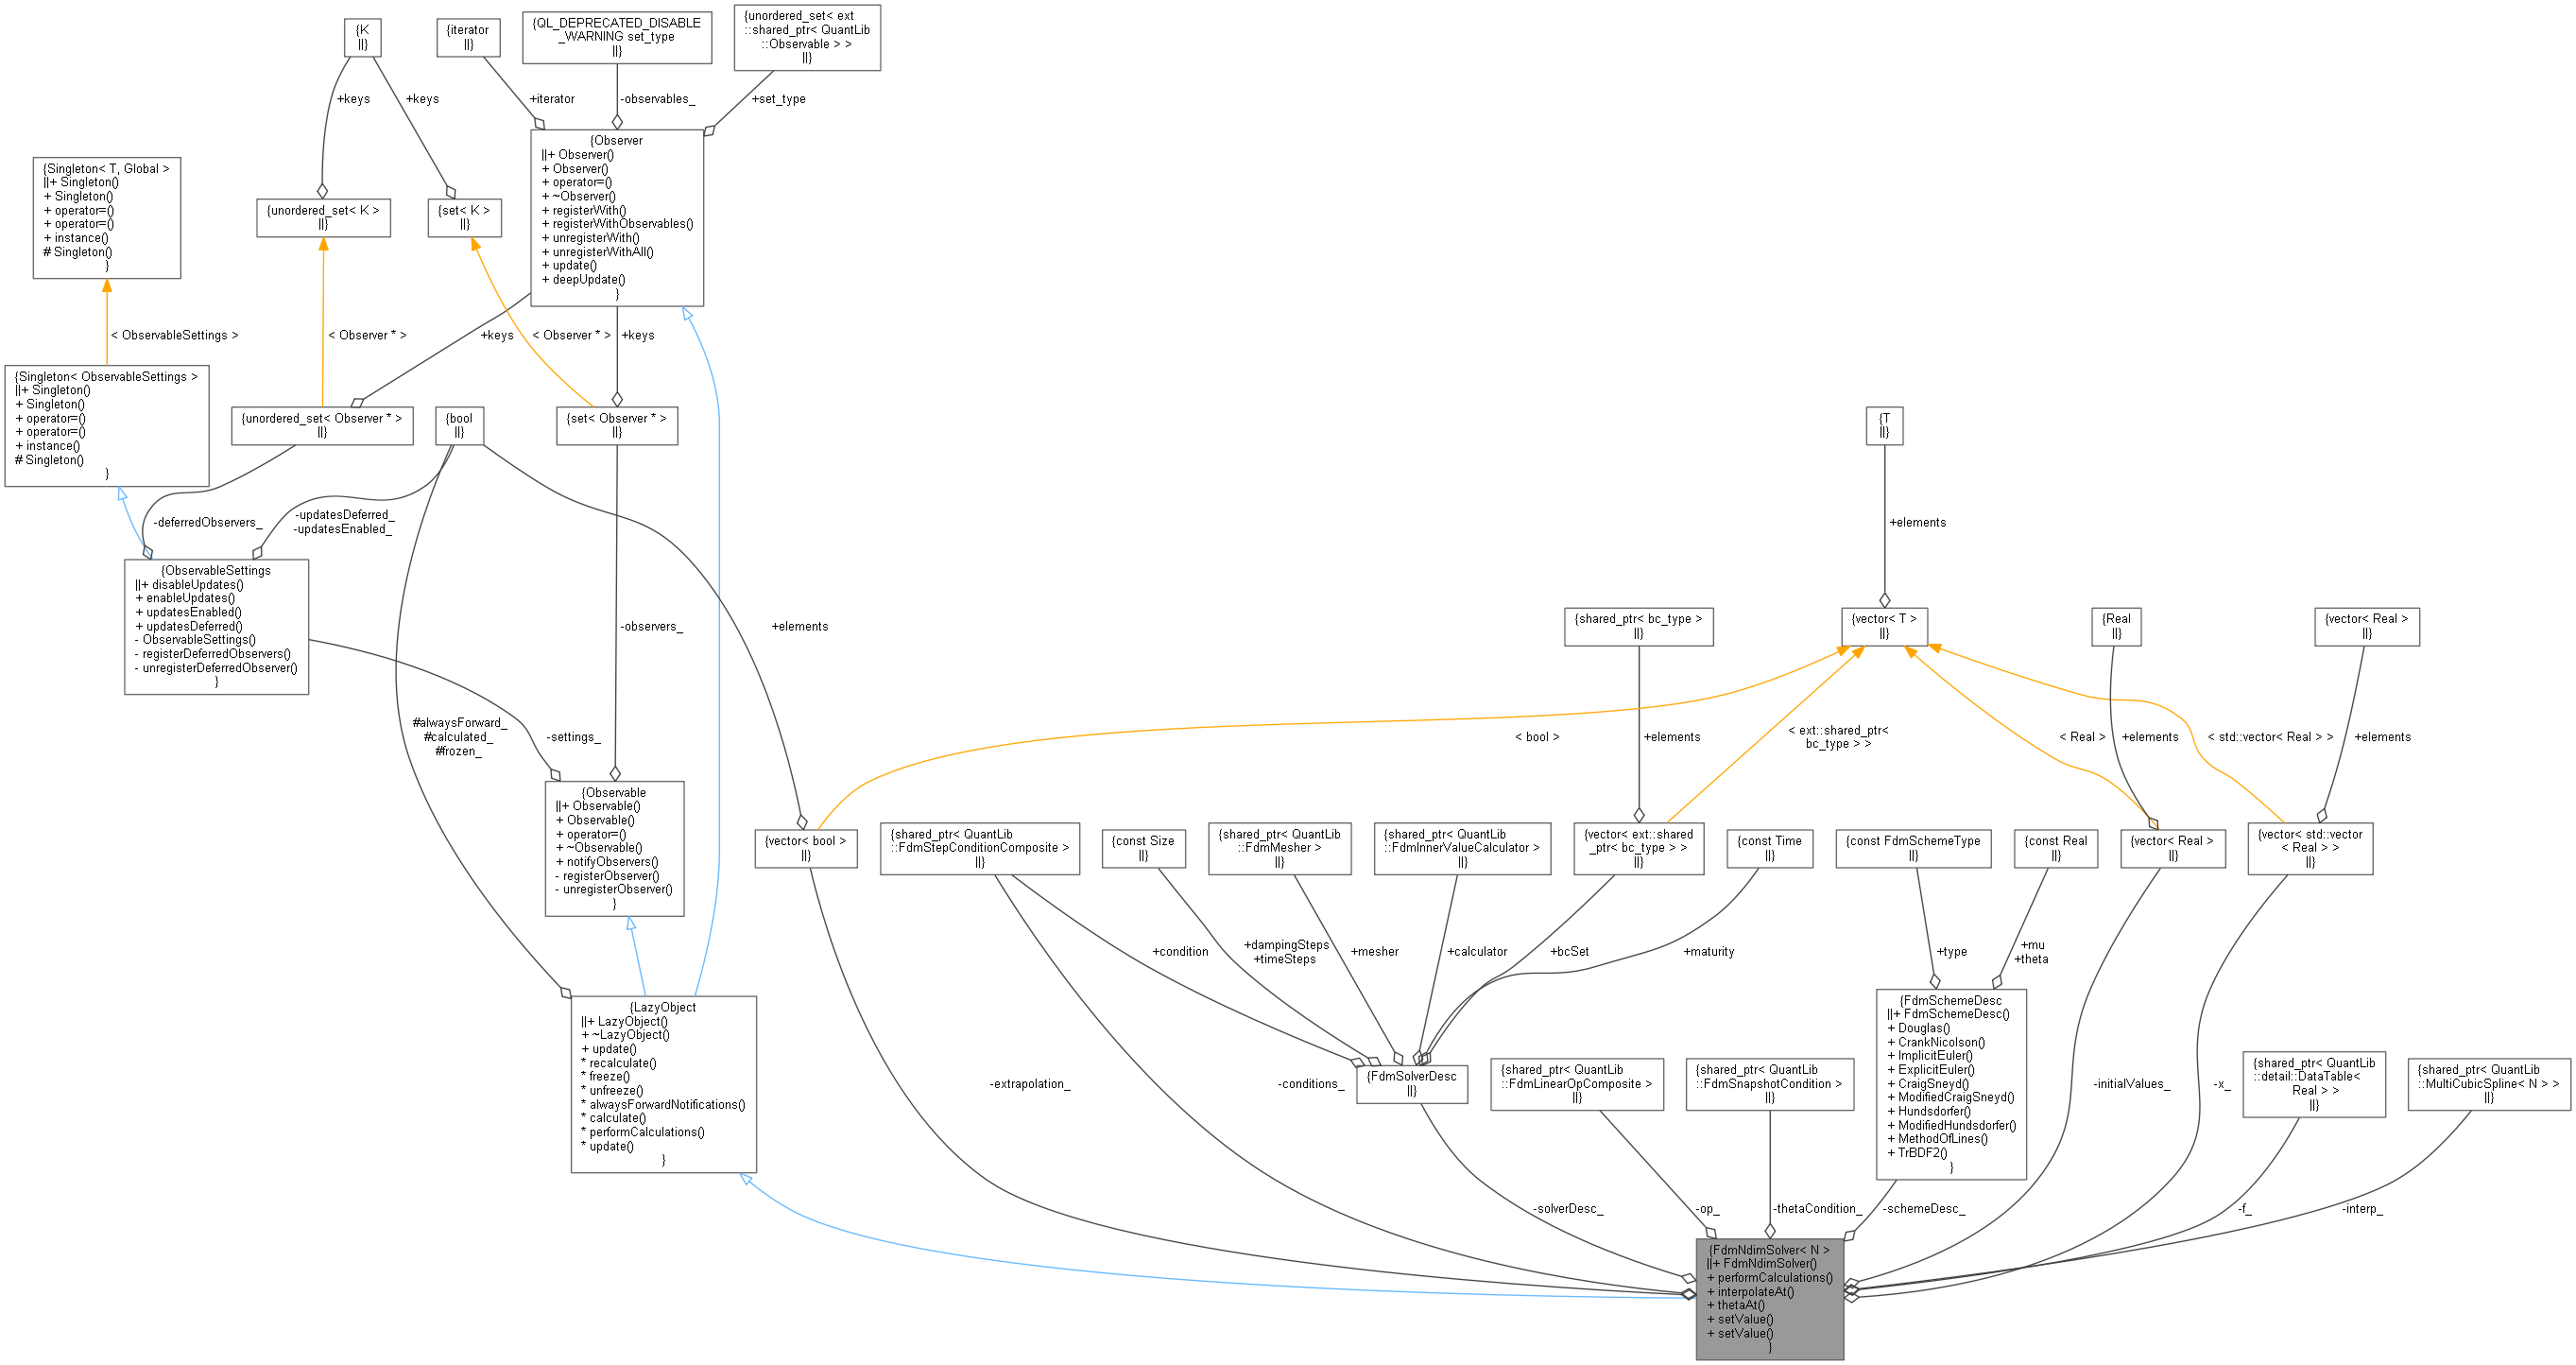 {K
||}
{iterator
||}
{QL_DEPRECATED_DISABLE
_WARNING set_type
||}
{unordered_set< ext
::shared_ptr< QuantLib
::Observable > >
||}
+keys
+keys
+iterator
-observables_
+set_type
{Singleton< T, Global >
||+ Singleton()
+ Singleton()
+ operator=()
+ operator=()
+ instance()
# Singleton()
}
{unordered_set< K >
||}
{set< K >
||}
{Observer
||+ Observer()
+ Observer()
+ operator=()
+ ~Observer()
+ registerWith()
+ registerWithObservables()
+ unregisterWith()
+ unregisterWithAll()
+ update()
+ deepUpdate()
}
< ObservableSettings >
< Observer * >
+keys
< Observer * >
+keys
{Singleton< ObservableSettings >
||+ Singleton()
+ Singleton()
+ operator=()
+ operator=()
+ instance()
# Singleton()
}
{unordered_set< Observer * >
||}
{bool
||}
{set< Observer * >
||}
{T
||}
-deferredObservers_
-updatesDeferred_
-updatesEnabled_
+elements
{ObservableSettings
||+ disableUpdates()
+ enableUpdates()
+ updatesEnabled()
+ updatesDeferred()
- ObservableSettings()
- registerDeferredObservers()
- unregisterDeferredObserver()
}
-observers_
+elements
{shared_ptr< bc_type >
||}
{vector< T >
||}
{Real
||}
{vector< Real >
||}
#alwaysForward_
#calculated_
#frozen_
-settings_
< bool >
+elements
< ext::shared_ptr<
bc_type > >
< Real >
+elements
< std::vector< Real > >
+elements
{Observable
||+ Observable()
+ Observable()
+ operator=()
+ ~Observable()
+ notifyObservers()
- registerObserver()
- unregisterObserver()
}
{vector< bool >
||}
{shared_ptr< QuantLib
::FdmStepConditionComposite >
||}
{const Size
||}
{shared_ptr< QuantLib
::FdmMesher >
||}
{shared_ptr< QuantLib
::FdmInnerValueCalculator >
||}
{vector< ext::shared
_ptr< bc_type > >
||}
{const Time
||}
{const FdmSchemeType
||}
{const Real
||}
{vector< Real >
||}
{vector< std::vector
< Real > >
||}
+condition
+dampingSteps
+timeSteps
+mesher
+calculator
+bcSet
+maturity
+type
+mu
+theta
{LazyObject
||+ LazyObject()
+ ~LazyObject()
+ update()
* recalculate()
* freeze()
* unfreeze()
* alwaysForwardNotifications()
* calculate()
* performCalculations()
* update()
}
-extrapolation_
-conditions_
{FdmSolverDesc
||}
{shared_ptr< QuantLib
::FdmLinearOpComposite >
||}
{shared_ptr< QuantLib
::FdmSnapshotCondition >
||}
{FdmSchemeDesc
||+ FdmSchemeDesc()
+ Douglas()
+ CrankNicolson()
+ ImplicitEuler()
+ ExplicitEuler()
+ CraigSneyd()
+ ModifiedCraigSneyd()
+ Hundsdorfer()
+ ModifiedHundsdorfer()
+ MethodOfLines()
+ TrBDF2()
}
-initialValues_
-x_
{shared_ptr< QuantLib
::detail::DataTable<
Real > >
||}
{shared_ptr< QuantLib
::MultiCubicSpline< N > >
||}
-solverDesc_
-op_
-thetaCondition_
-schemeDesc_
-f_
-interp_
{FdmNdimSolver< N >
||+ FdmNdimSolver()
+ performCalculations()
+ interpolateAt()
+ thetaAt()
+ setValue()
+ setValue()
}